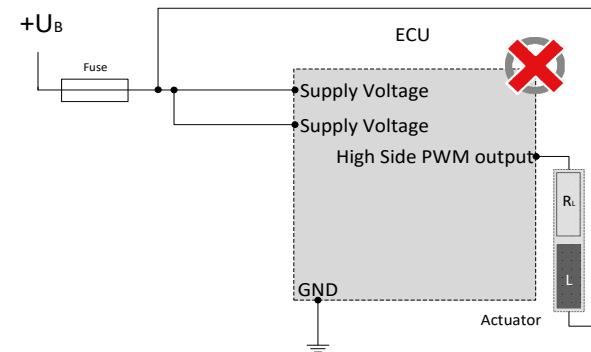 +UB
Fuse
ECU
Supply Voltage
Supply Voltage
High Side PWM output
RL
L
GND
Actuator